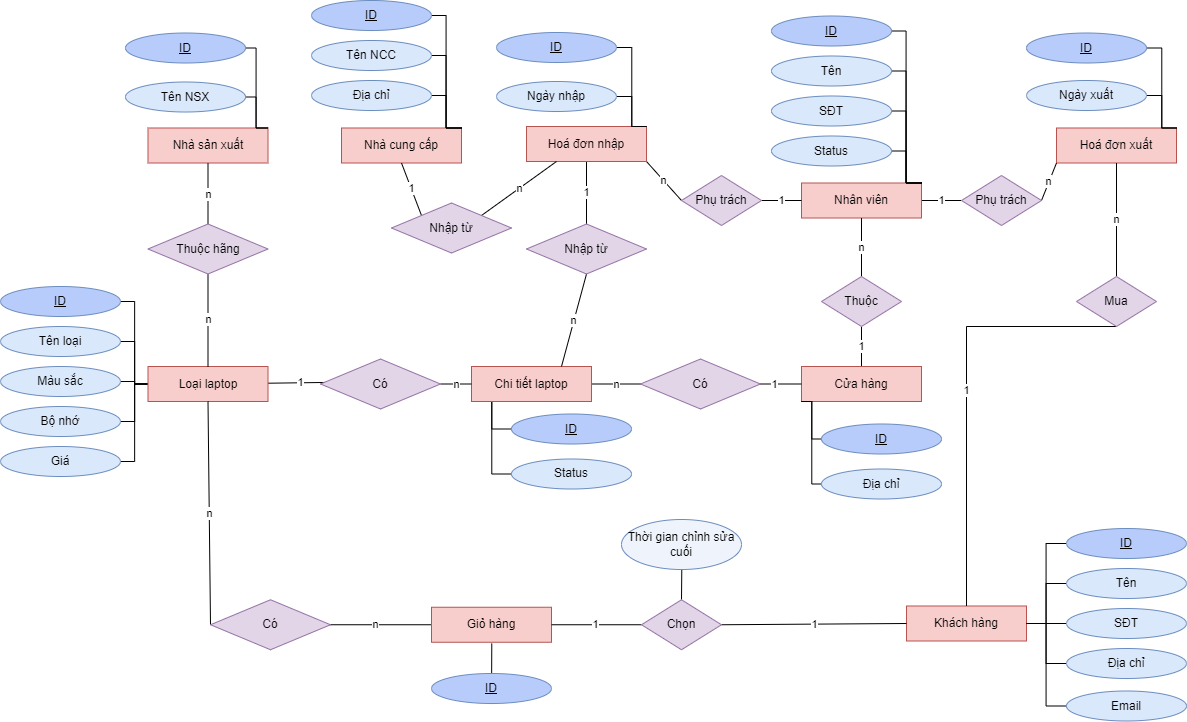 ID
Tên NSX
Nhà sản xuất
ID
Tên NCC
Địa chỉ
Nhà cung cấp
ID
Ngày nhập
Hoá đơn nhập
ID
Tên
SĐT
Status
Nhân viên
ID
Ngày xuất
Hoá đơn xuất
n
1
n
1
n
Phụ trách
1
1
Phụ trách
n
Thuộc hãng
Nhập từ
Nhập từ
n
Thuộc
n
Mua
n
n
1
ID
Tên loại
Màu sắc
Bộ nhớ
Giá
Loại laptop
1
Có
n
Chi tiết laptop
n
Có
1
Cửa hàng
1
ID
Status
ID
Địa chỉ
n
Thời gian chỉnh sửa
cuối
Có
n
Giỏ hàng
1
Chọn
1
Khách hàng
ID
ID
Tên
SĐT
Địa chỉ
Email